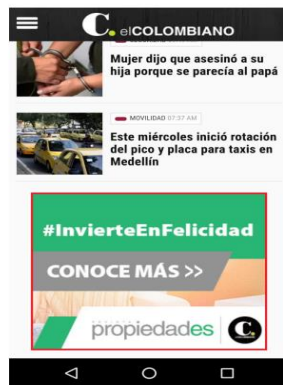 C. elCOLOMBIANO
Mujer dijo que asesinó a su
hija porque se parecía al papá
MOVILIDAD 07:37 AM
Este miércoles inició rotación
del pico y placa para taxis en
Medellín
#InvierteEnFelicidad
CONOCE MÁS >>
propiedades C.